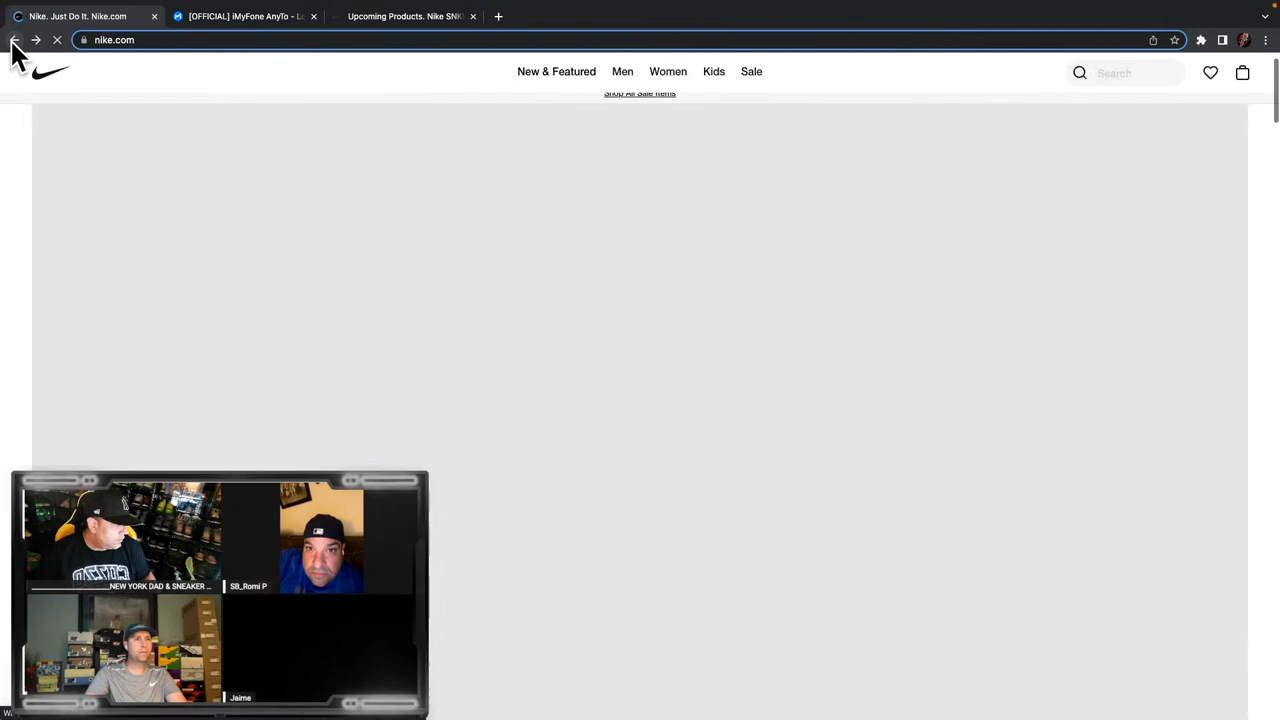 Nike. Just Do It. Nike.com
[OFFICIAL] iMyFone AnyTo - Lo
Upcoming Products. Nike SNK
nike.com
New & Featured Men Women Kids Sale
Search
Shop All Sale Items
NEW YORK DAD & SNEAKER ...
SB_Romi P
Jaime